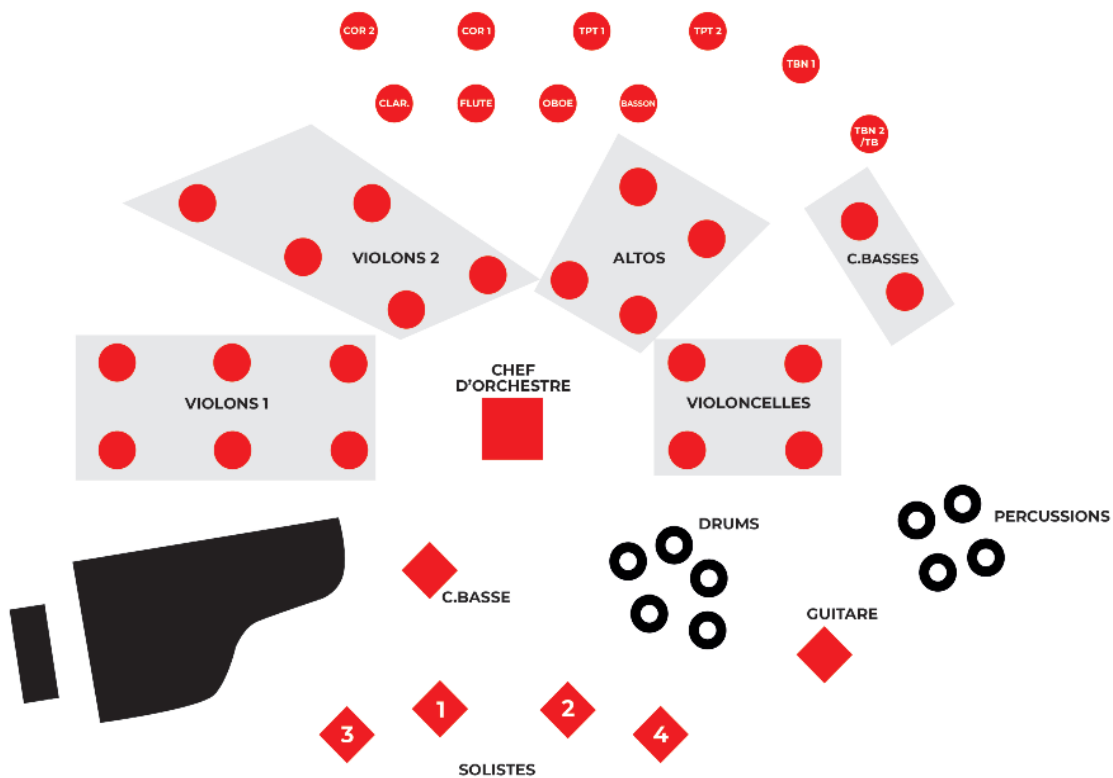 COR 2
COR 1
TPT 1
TPT 2
TBN 1
CLAR.
FLUTE
OBOE
BASSON
TBN 2
/TB
VIOLONS 2
ALTOS
C.BASSES
CHEF
D'ORCHESTRE
VIOLONS 1
VIOLONCELLES
DRUMS
PERCUSSIONS
C.BASSE
GUITARE
3
1
2
4
SOLISTES